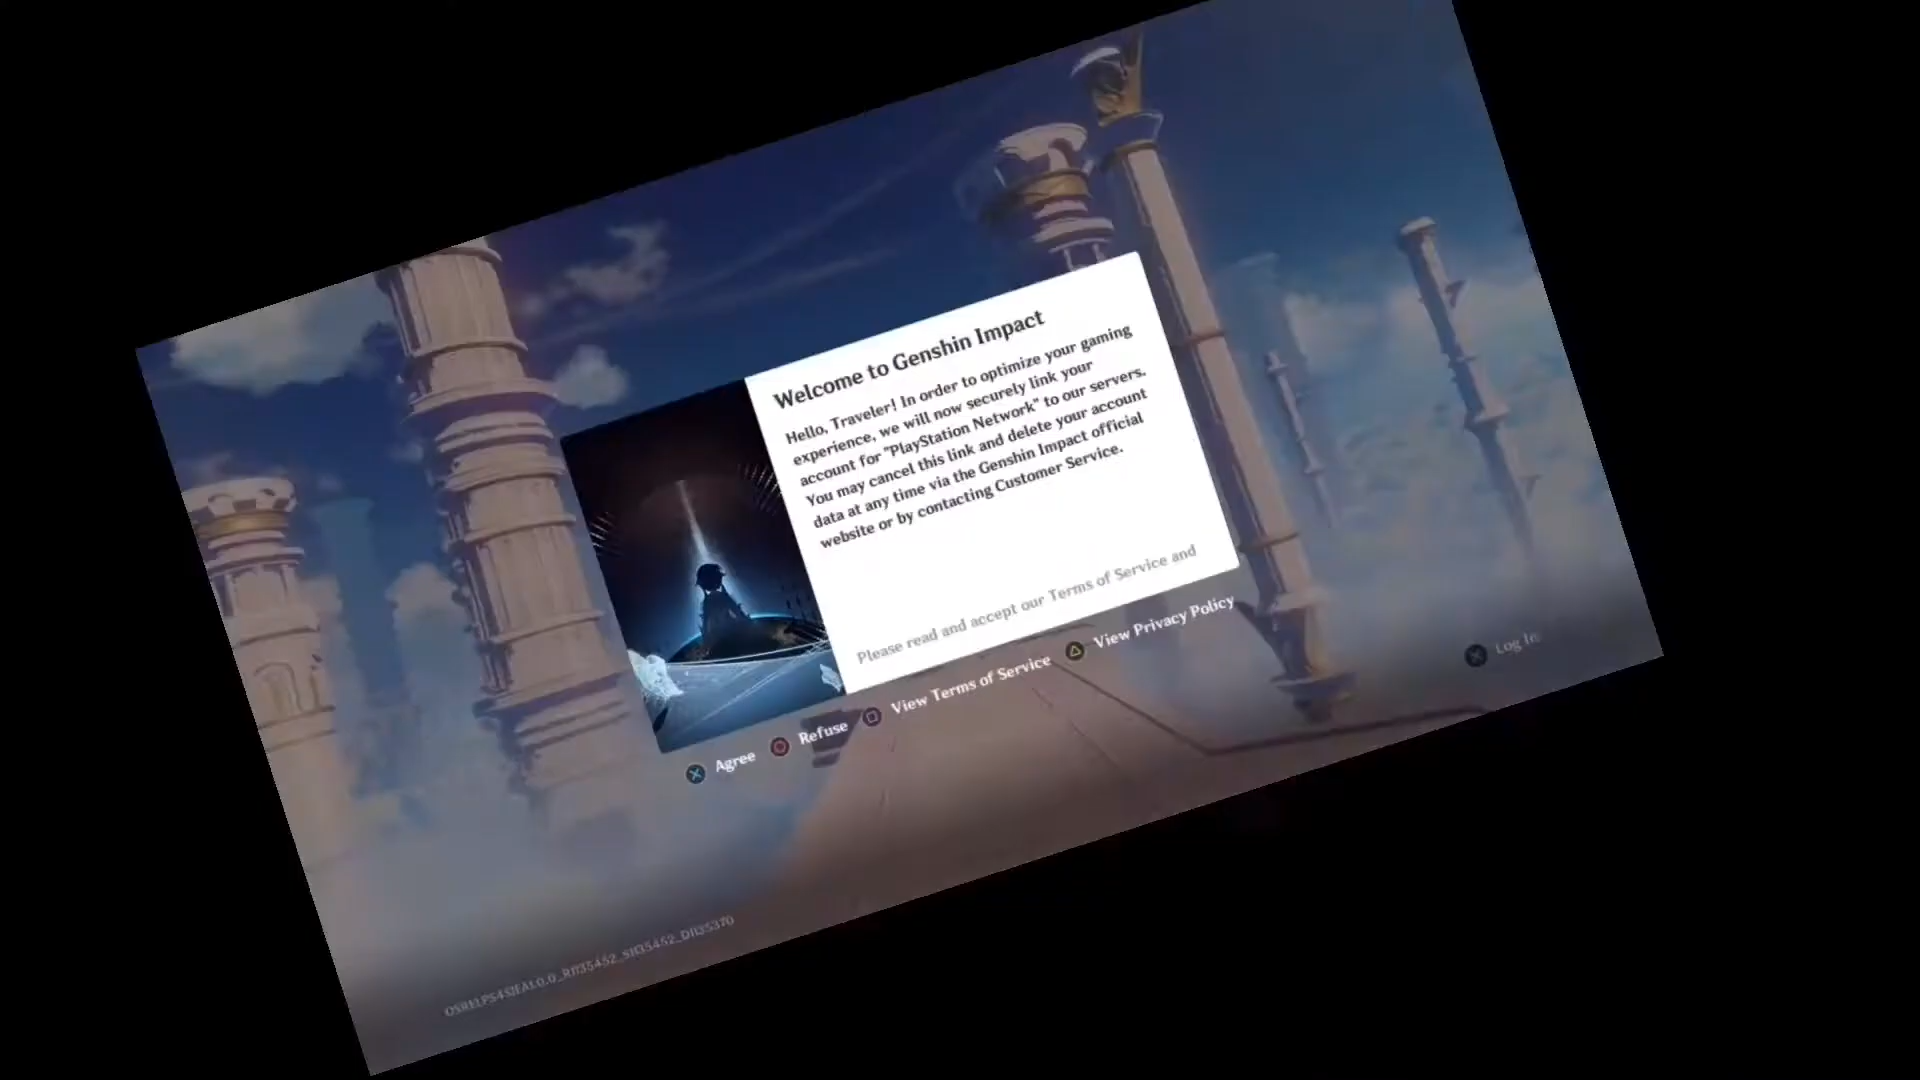 Welcome to Genshin Impact
Hello, Traveler! In order to optimize your gaming
experience, we will now securely link your
account for "PlayStation Network" to our servers.
You may cancel this link and delete your account
data at any time via the Genshin Impact official
website or by contacting Customer Service.
Please read and accept our Terms of Service and
Agree
Refuse
View Terms of Service
View Privacy Policy
Log In